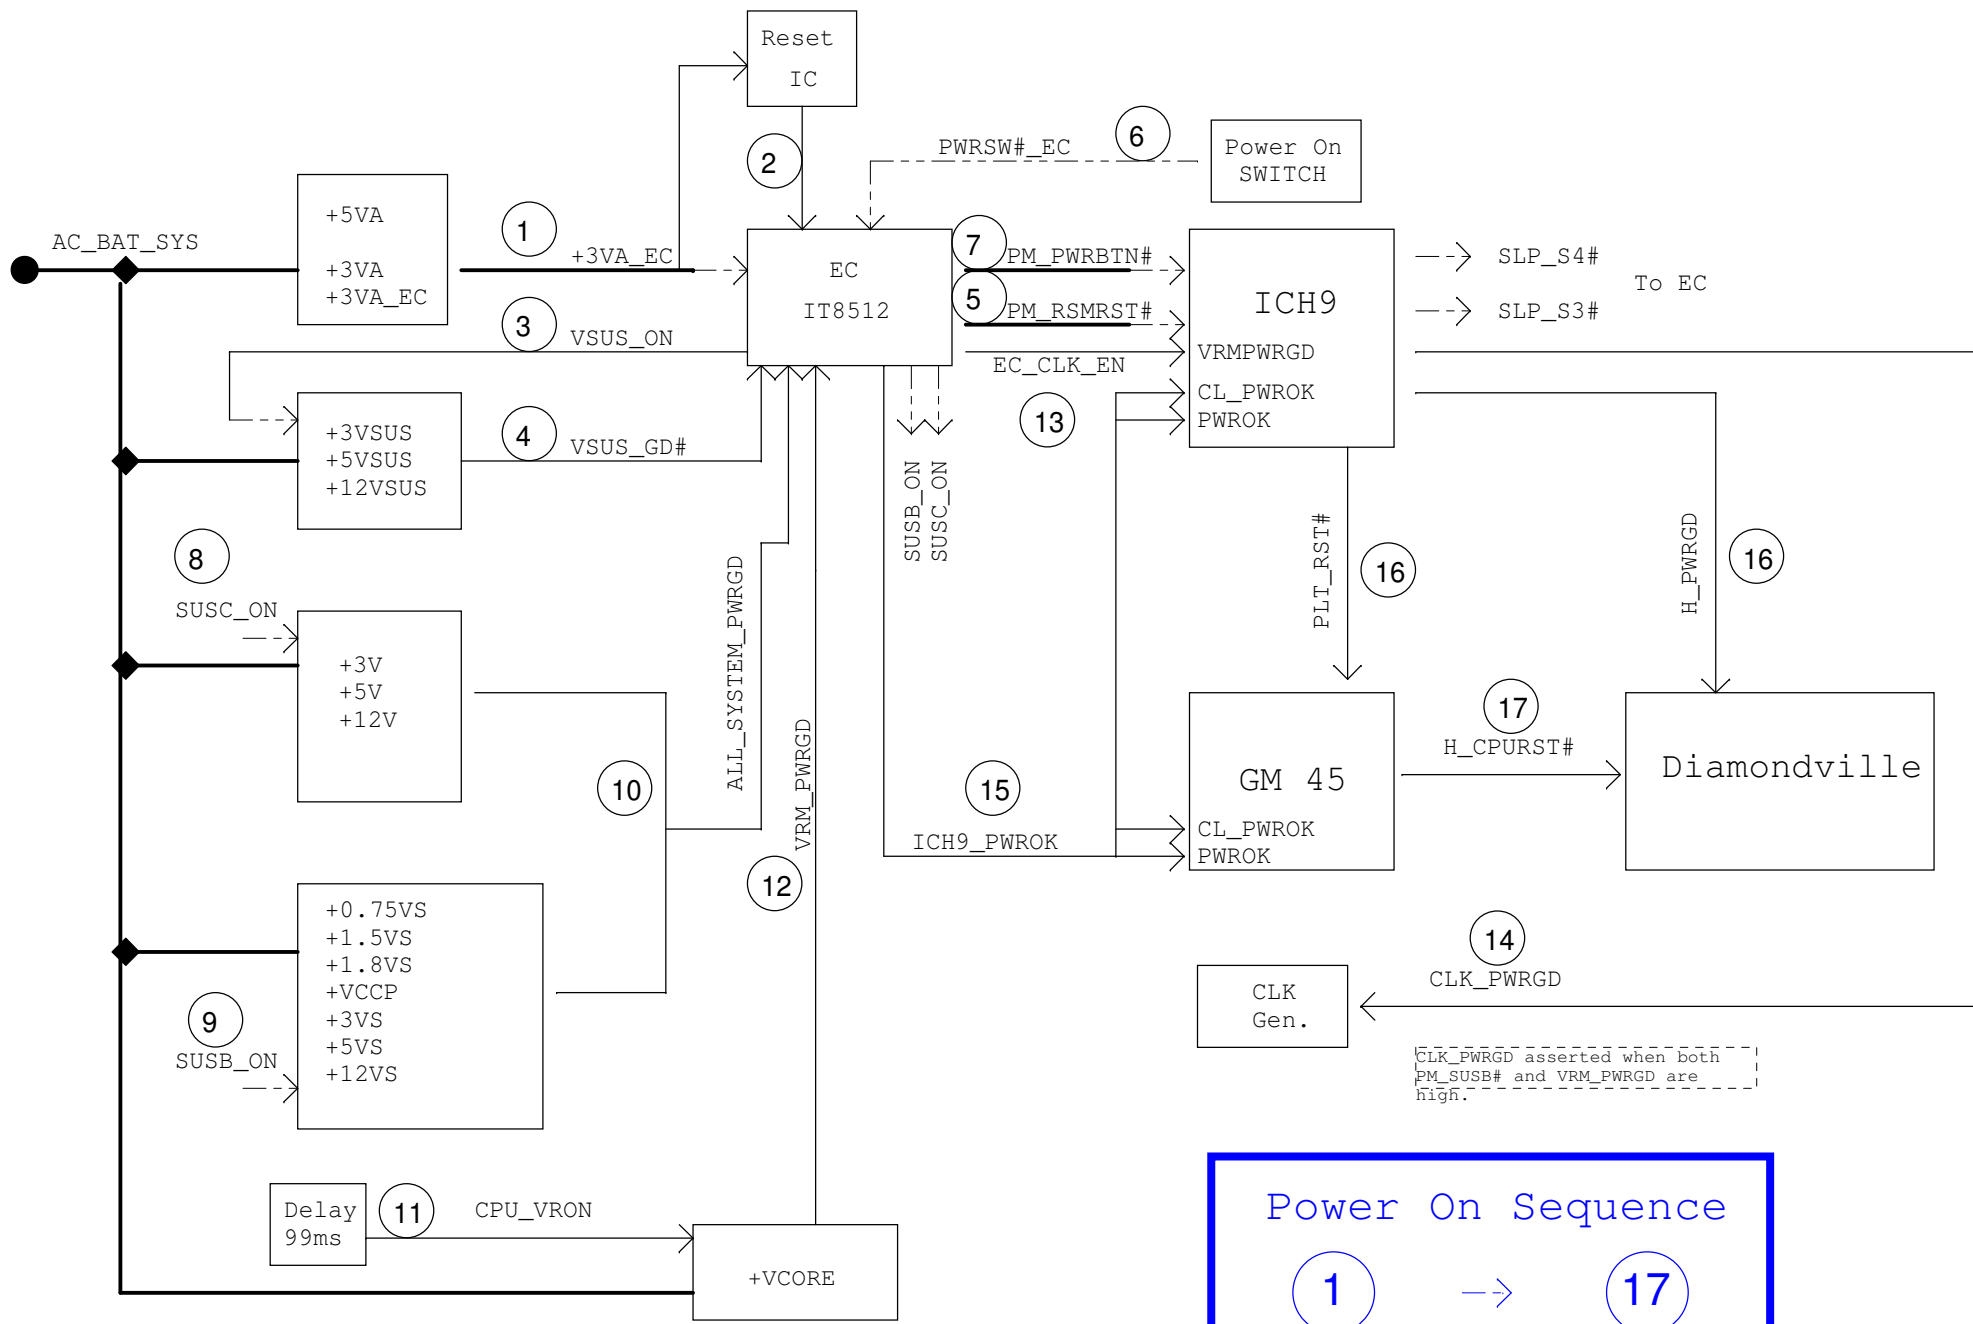 Reset
IC
2
PWRSW#_EC
6
Power On
SWITCH
AC_BAT_SYS
+5VA
+3VA
+3VA_EC
1
+3VA_EC
EC
IT8512
7
PM_PWRBTN#
5
PM_RSMRST#
EC_CLK_EN
13
ICH9
VRMPWRGD
CL_PWROK
PWROK
SLP_S4#
SLP_S3#
To EC
3
VSUS_ON
+3VSUS
+5VSUS
+12VSUS
4
VSUS_GD#
SUSB_ON
SUSC_ON
8
SUSC_ON
+3V
+5V
+12V
10
ALL_SYSTEM_PWRGD
VRM_PWRGD
12
PLT_RST#
16
H_PWRGD
16
15
ICH9_PWROK
GM 45
CL_PWROK
PWROK
17
H_CPURST#
Diamondville
+0.75VS
+1.5VS
+1.8VS
+VCCP
+3VS
+5VS
+12VS
9
SUSB_ON
CLK
Gen.
14
CLK_PWRGD
CLK_PWRGD asserted when both
PM_SUSB# and VRM_PWRGD are
high.
Delay
99ms
11
CPU_VRON
+VCORE
Power On Sequence
1
17